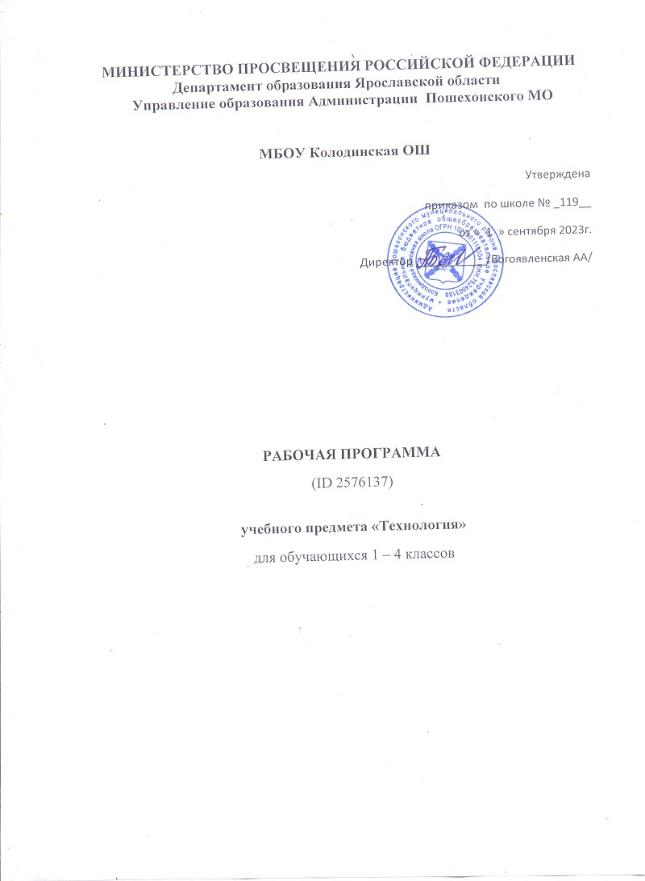 МИНИСТЕРСТВО ПРОСВЕЩЕНИЯ РОССИЙСКОЙ ФЕДЕРАЦИИ
Департамент образования Ярославской области
Управление образования Администрации Пошехонского МО
МБОУ Колодинская ОШ
Утверждена
приказом по школе № _119__
» сентября 2023г.
Директор /Богоявленская АА/
РАБОЧАЯ ПРОГРАММА
(ID 2576137)
учебного предмета «Технология»
для обучающихся 1 – 4 классов